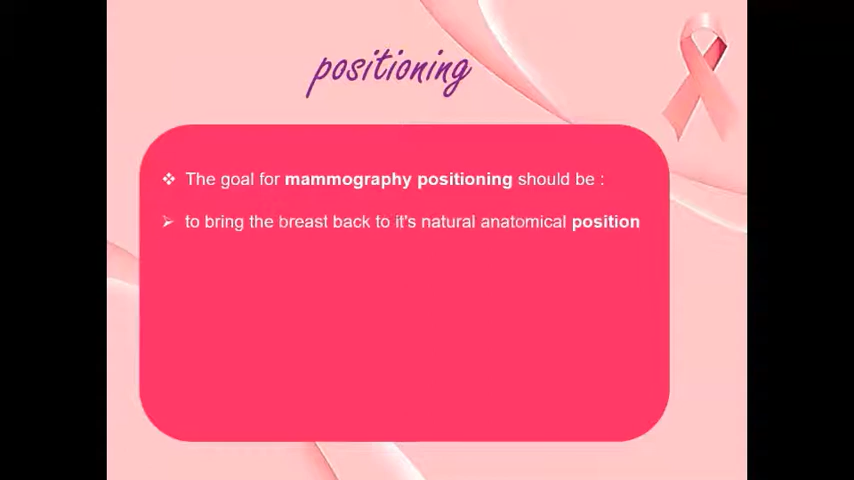 positioning
❖ The goal for mammography positioning should be :
➢ to bring the breast back to it's natural anatomical position